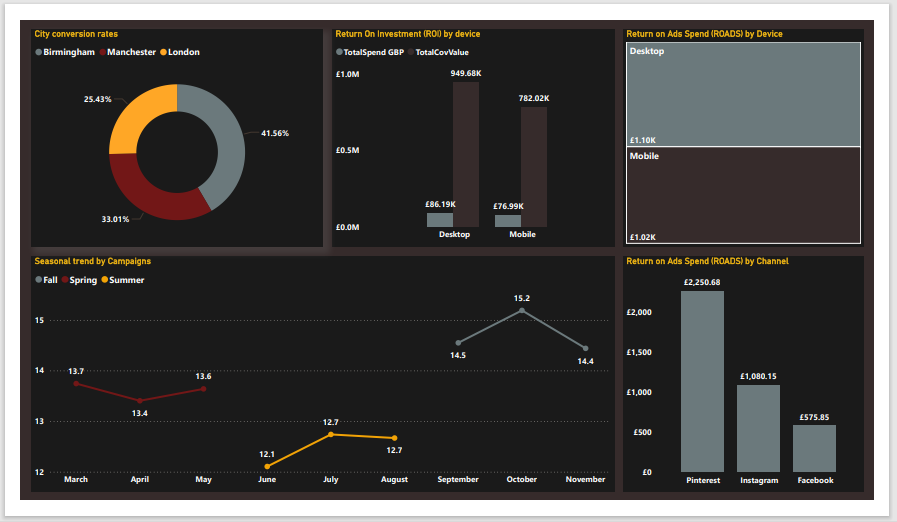 City conversion rates
Birmingham Manchester London
25.43%
41.56%
33.01%
Return On Investment (ROI) by device
TotalSpend GBP TotalCovValue
£1.0M
£0.5M
£0.0M
949.68K
782.02K
£86.19K
£76.99K
Desktop Mobile
Return on Ads Spend (ROADS) by Device
Desktop
£1.10K
Mobile
£1.02K
Seasonal trend by Campaigns
Fall Spring Summer
15
14
13
12
13.7
13.4
13.6
12.1
12.7
12.7
14.5
15.2
14.4
March April May June July August September October November
Return on Ads Spend (ROADS) by Channel
£2,000
£1,500
£1,000
£500
£0
£2,250.68
£1,080.15
£575.85
Pinterest Instagram Facebook